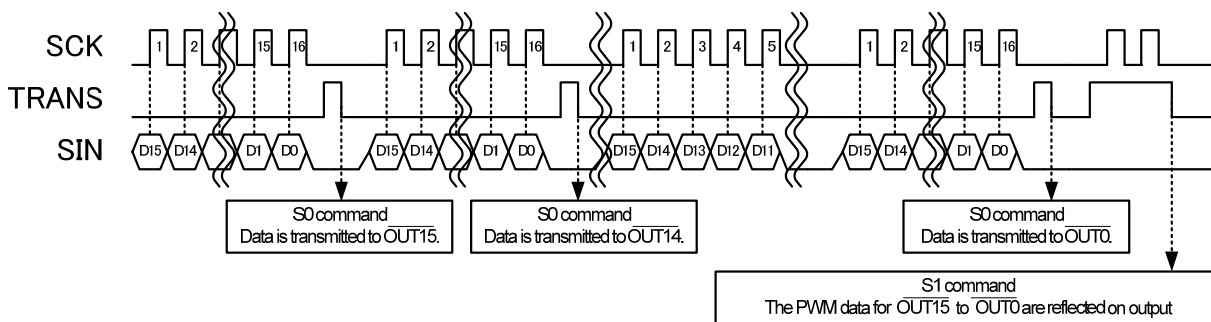 SCK 1 2 15 16 1 2 15 16 1 2 3 4 5 1 2 15 16
TRANS
SIN D15 D14 D1 D0 D15 D14 D1 D0 D15 D14 D13 D12 D11 D15 D14 D1 D0
S0 command
Data is transmitted to OUT15.
S0 command
Data is transmitted to OUT14.
S0 command
Data is transmitted to OUT0.
S1 command
The PWM data for OUT15 to OUT0 are reflected on output